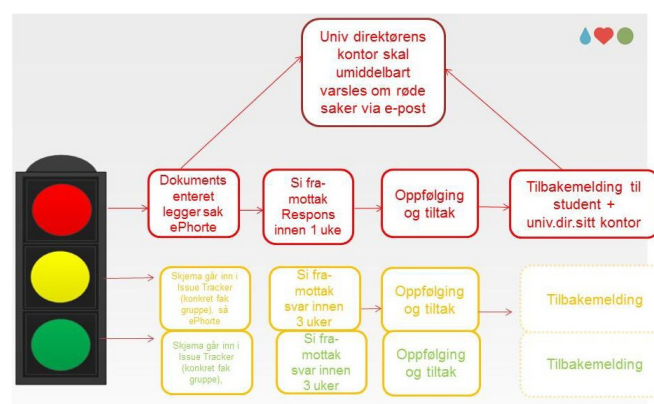 Univ direktørens
kontor skal
umiddelbart
varsles om røde
saker via e-post
Dokuments
enteret
legger sak
ePhorte
Si fra-
mottak
Respons
innen 1 uke
Oppfølging
og tiltak
Tilbakemelding til
student +
univ.dir.sitt kontor
Skjema går inn i
Issue Tracker
(konkret fak
gruppe), så
ePhorte
Si fra-
mottak
svar innen
3 uker
Oppfølging
og tiltak
Tilbakemelding
Skjema går inn i
Issue Tracker
(konkret fak
gruppe),
Si fra-
mottak
svar innen
3 uker
Oppfølging
og tiltak
Tilbakemelding